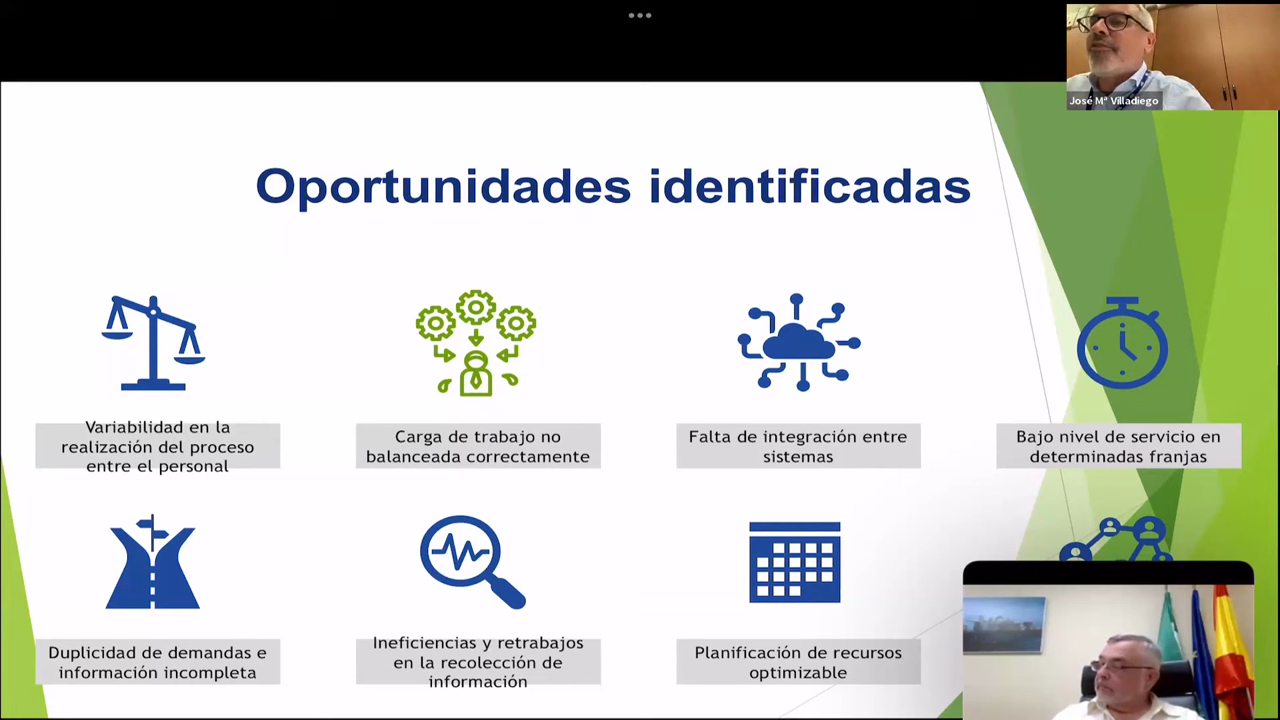 José Mª Villadiego
Oportunidades identificadas
Variabilidad en la
realización del proceso
entre el personal
Carga de trabajo no
balanceada correctamente
Falta de integración entre
sistemas
Bajo nivel de servicio en
determinadas franjas
Duplicidad de demandas e
información incompleta
Ineficiencias y retrabajos
en la recolección de
información
Planificación de recursos
optimizable